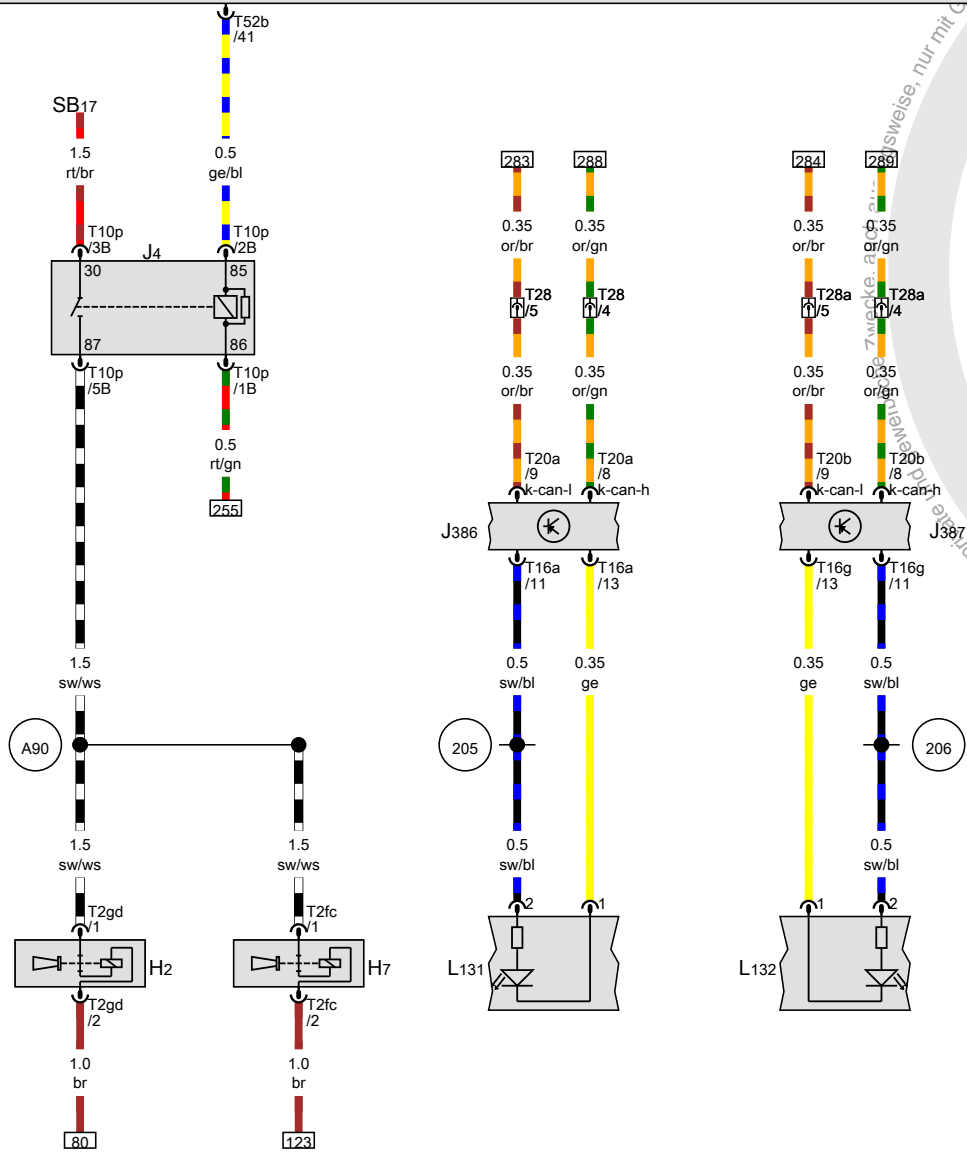 T52b
/41
SB17
1.5
rt/br
0.5
ge/bl
283
288
284
289
T10p
/3B
J4
T10p
/2B
0.35
or/br
0.35
or/gn
0.35
or/br
0.35
or/gn
30
85
T28
/5
T28
/4
T28a
/5
T28a
/4
87
86
T10p
/5B
T10p
/1B
0.35
or/br
0.35
or/gn
0.35
or/br
0.35
or/gn
0.5
rt/gn
255
T20a
/9
k-can-l
T20a
/8
k-can-h
T20b
/9
k-can-l
T20b
/8
k-can-h
J386
J387
T16a
/11
T16a
/13
T16g
/13
T16g
/11
1.5
sw/ws
0.5
sw/bl
0.35
ge
0.35
ge
0.5
sw/bl
A90
205
206
1.5
sw/ws
1.5
sw/ws
0.5
sw/bl
0.5
sw/bl
T2gd
/1
T2fc
/1
2
1
1
2
H2
H7
L131
L132
T2gd
/2
T2fc
/2
1.0
br
1.0
br
80
123
private und gewerbliche Zwecke, auch auszugsweise, nur mit G